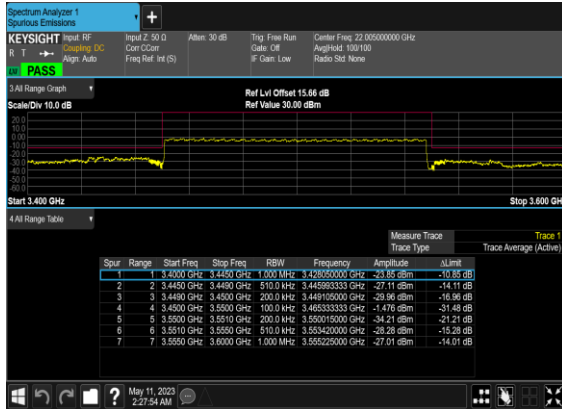 Spectrum Analyzer 1
Spurious Emissions
KEYSIGHT Input: RF Input Z: 50 Ω Atten: 30 dB Trig: Free Run Center Freq: 22.005000000 GHz
R T Coupling: DC Corr CCorr Gate: Off Avg|Hold: 100/100
Align: Auto Freq Ref: Int (S) IF Gain: Low Radio Std: None
PASS
3 All Range Graph Ref Lvl Offset 15.66 dB
Scale/Div 10.0 dB Ref Value 30.00 dBm
20.0
10.0
0.00
-10.0
-20.0
-30.0
-40.0
-50.0
-60.0
Start 3.400 GHz Stop 3.600 GH
4 All Range Table
Measure Trace Trace 1
Trace Type Trace Average (Active)
Spur Range Start Freq Stop Freq RBW Frequency Amplitude ΔLimit
1 1 3.4000 GHz 3.4450 GHz 1.000 MHz 3.428050000 GHz -23.85 dBm -10.85 dB
2 2 3.4450 GHz 3.4490 GHz 510.0 kHz 3.445993333 GHz -27.11 dBm -14.11 dB
3 3 3.4490 GHz 3.4500 GHz 200.0 kHz 3.449105000 GHz -29.96 dBm -16.96 dB
4 4 3.4500 GHz 3.5500 GHz 100.0 kHz 3.465333333 GHz -1.476 dBm -31.48 dB
5 5 3.5500 GHz 3.5510 GHz 200.0 kHz 3.550015000 GHz -34.21 dBm -21.21 dB
6 6 3.5510 GHz 3.5550 GHz 510.0 kHz 3.553420000 GHz -28.28 dBm -15.28 dB
7 7 3.5550 GHz 3.6000 GHz 1.000 MHz 3.555225000 GHz -27.01 dBm -14.01 dB
May 11, 2023
2:27:54 AM